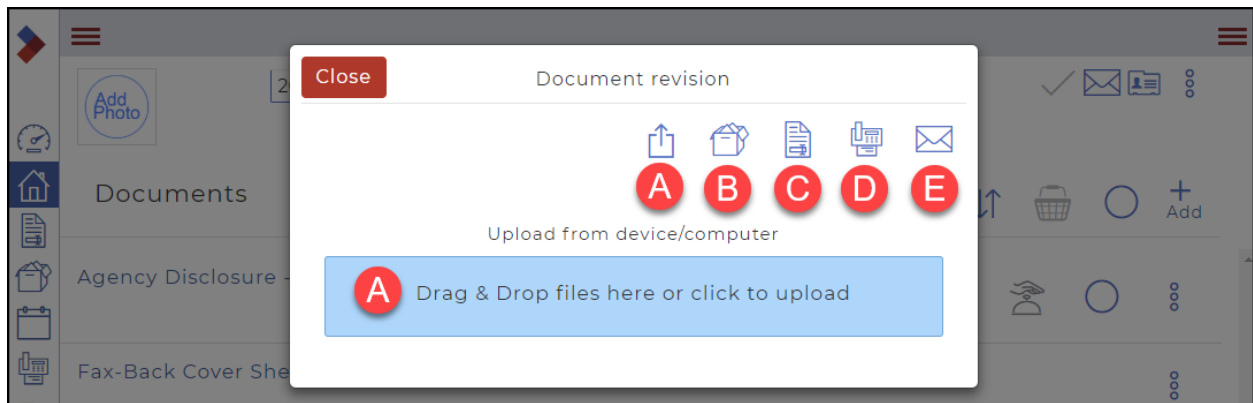 Close
Document revision
Add
Photo
2
A
B
C
D
E
Documents
Add
Upload from device/computer
Agency Disclosure -
A
Drag & Drop files here or click to upload
Fax-Back Cover She